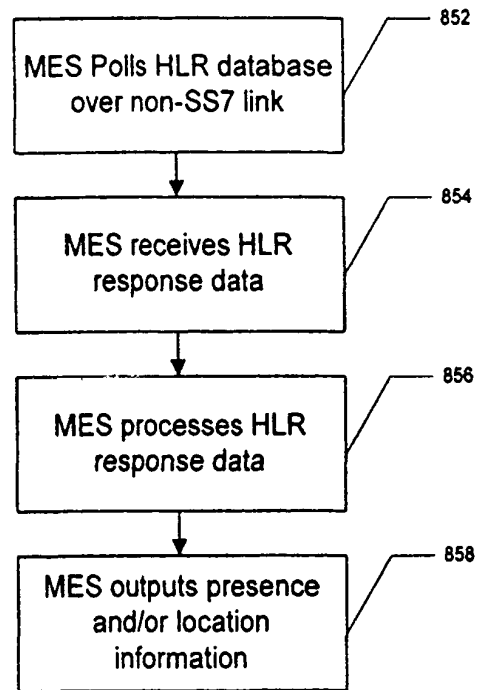 852
MES Polls HLR database
over non-SS7 link
854
MES receives HLR
response data
856
MES processes HLR
response data
858
MES outputs presence
and/or location
information